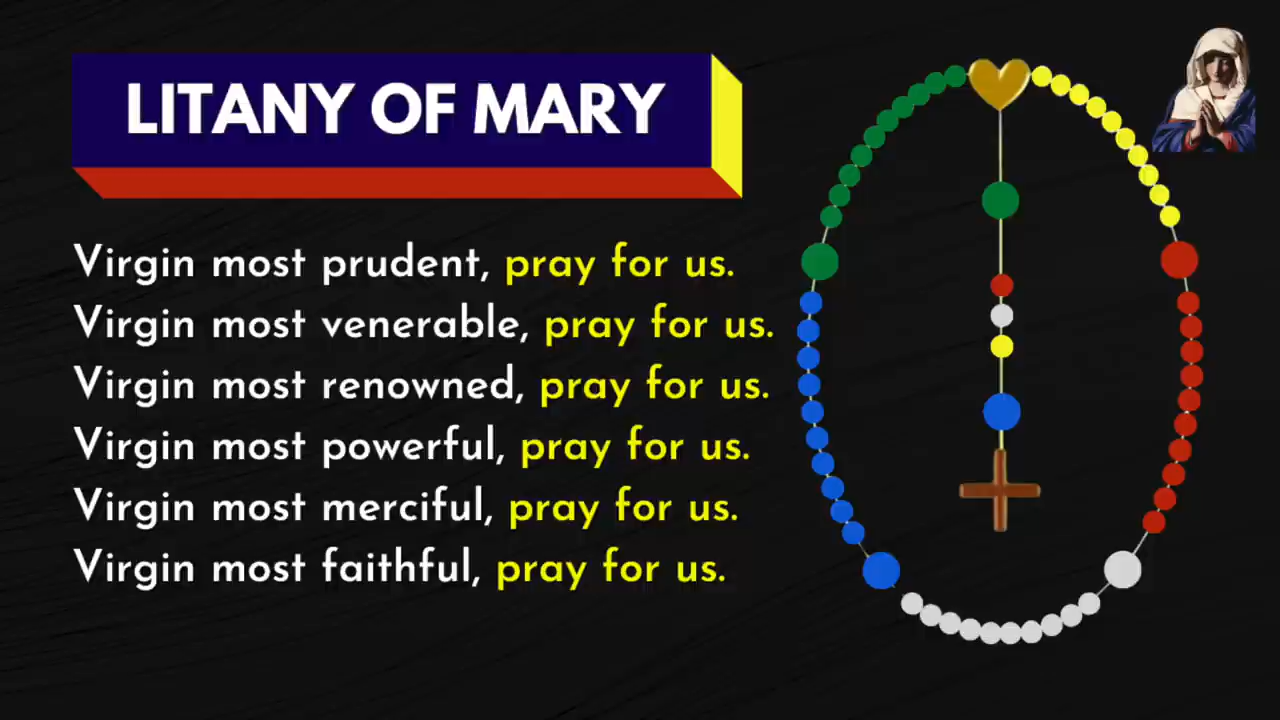 LITANY OF MARY
Virgin most prudent, pray for us.
Virgin most venerable, pray for us.
Virgin most renowned, pray for us.
Virgin most powerful, pray for us.
Virgin most merciful, pray for us.
Virgin most faithful, pray for us.